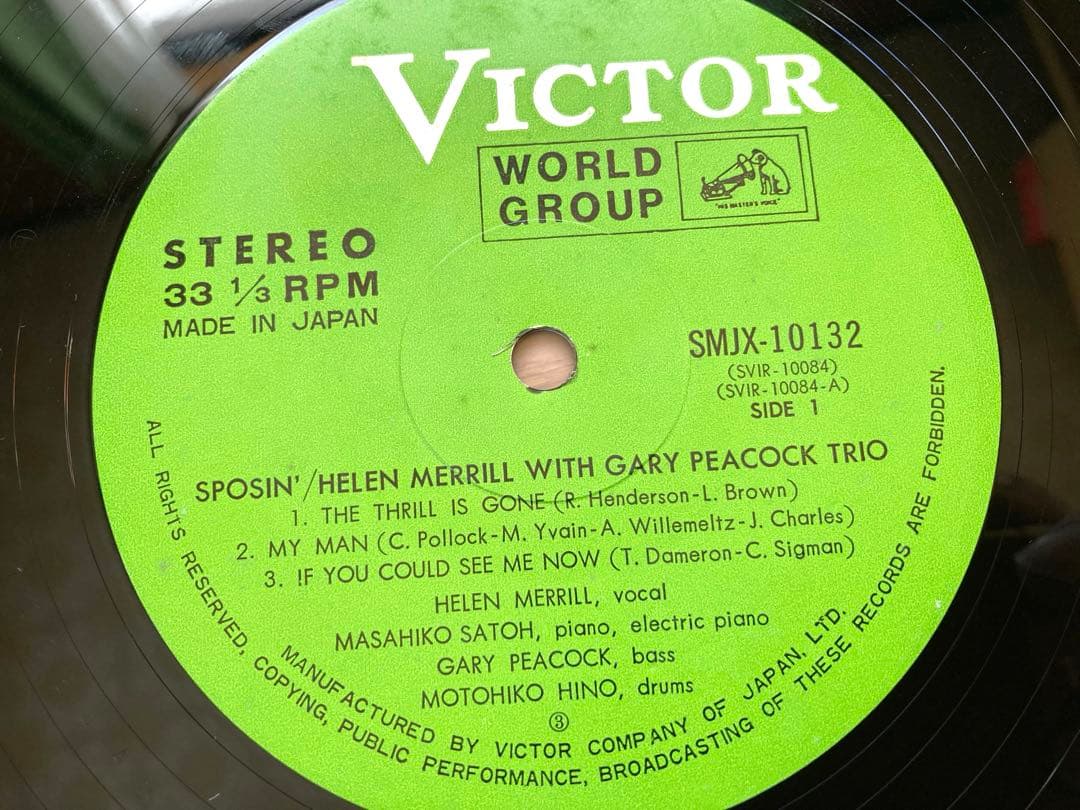 VICTOR
WORLD
GROUP
"HIS MASTER'S VOICE"
STEREO
33 1/3 RPM
MADE IN JAPAN
SMJX-10132
(SVIR-10084)
(SVIR-10084-A)
SIDE 1
SPOSIN'/HELEN MERRILL WITH GARY PEACOCK TRIO
1. THE THRILL IS GONE (R. Henderson-L. Brown)
2. MY MAN (C. Pollock-M. Yvain-A. Willemeltz-J. Charles)
3. IF YOU COULD SEE ME NOW (T. Dameron-C. Sigman)
HELEN MERRILL, vocal
MASAHIKO SATOH, piano, electric piano
GARY PEACOCK, bass
MOTOHIKO HINO, drums
③
MANUFACTURED BY VICTOR COMPANY OF JAPAN, LTD.
ALL RIGHTS RESERVED, COPYING, PUBLIC PERFORMANCE, BROADCASTING OF THESE RECORDS ARE FORBIDDEN.